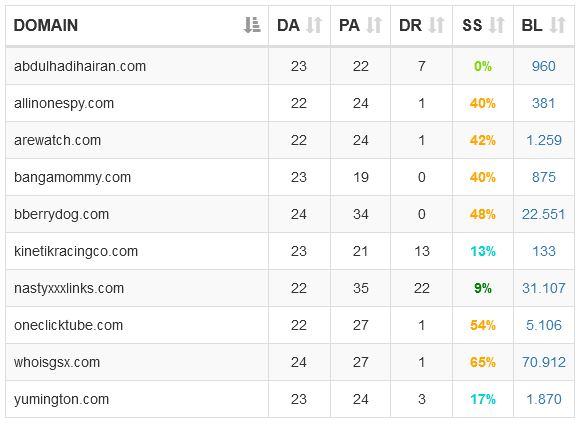 DOMAIN DA PA DR SS BL
abdulhadihairan.com 23 22 7 0% 960
allinonespy.com 22 24 1 40% 381
arewatch.com 22 24 1 42% 1.259
bangamommy.com 23 19 0 40% 875
bberrydog.com 24 34 0 48% 22.551
kinetikracingco.com 23 21 13 13% 133
nastyxxxlinks.com 22 35 22 9% 31.107
oneclicktube.com 22 27 1 54% 5.106
whoisgsx.com 24 27 1 65% 70.912
yumington.com 23 24 3 17% 1.870